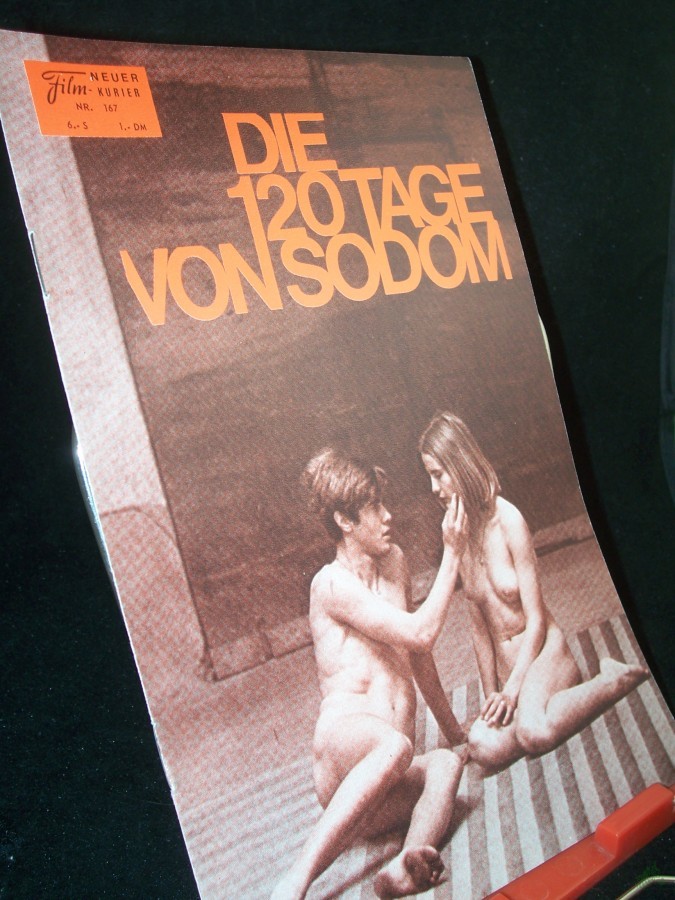 Film-
NEUER
KURIER
NR. 167
6,- S 1,- DM
DIE
120 TAGE
VON SODOM